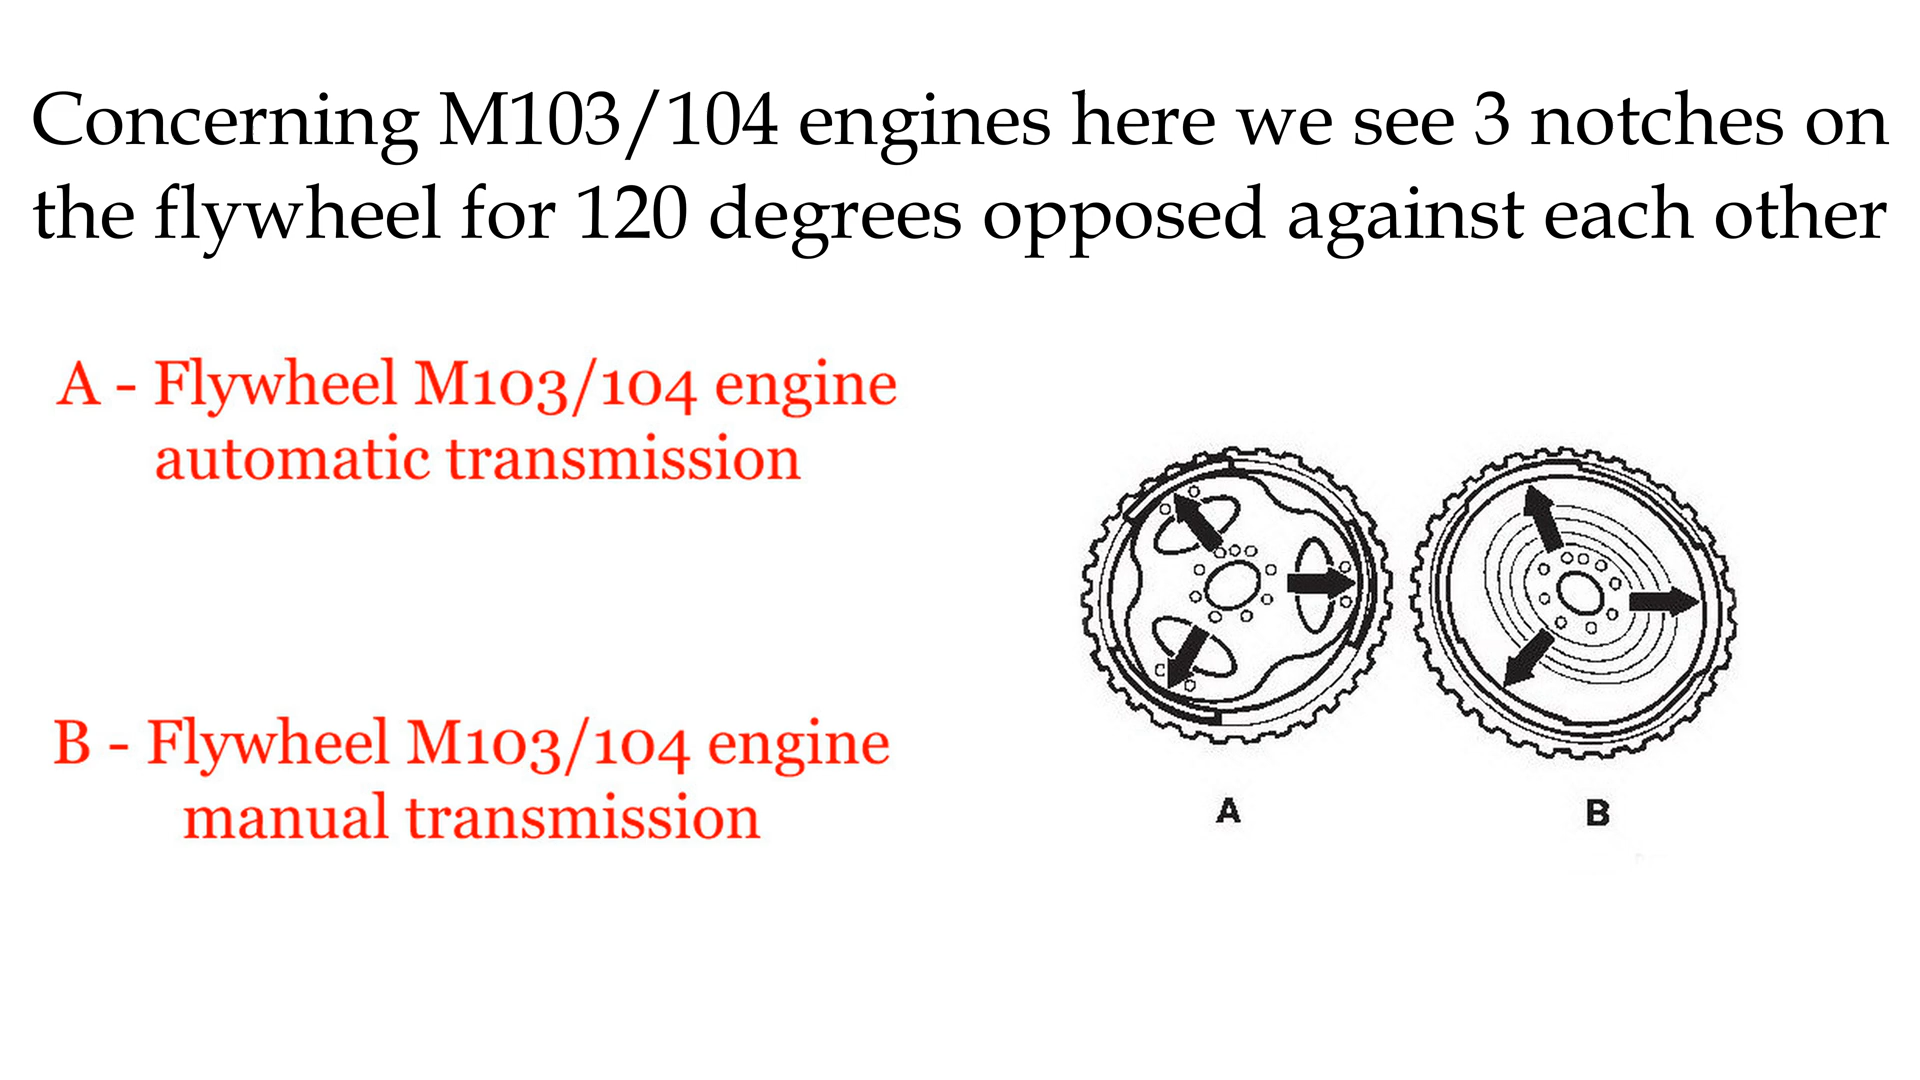 Concerning M103/104 engines here we see 3 notches on
the flywheel for 120 degrees opposed against each other
A - Flywheel M103/104 engine
automatic transmission
B - Flywheel M103/104 engine
manual transmission
A
B